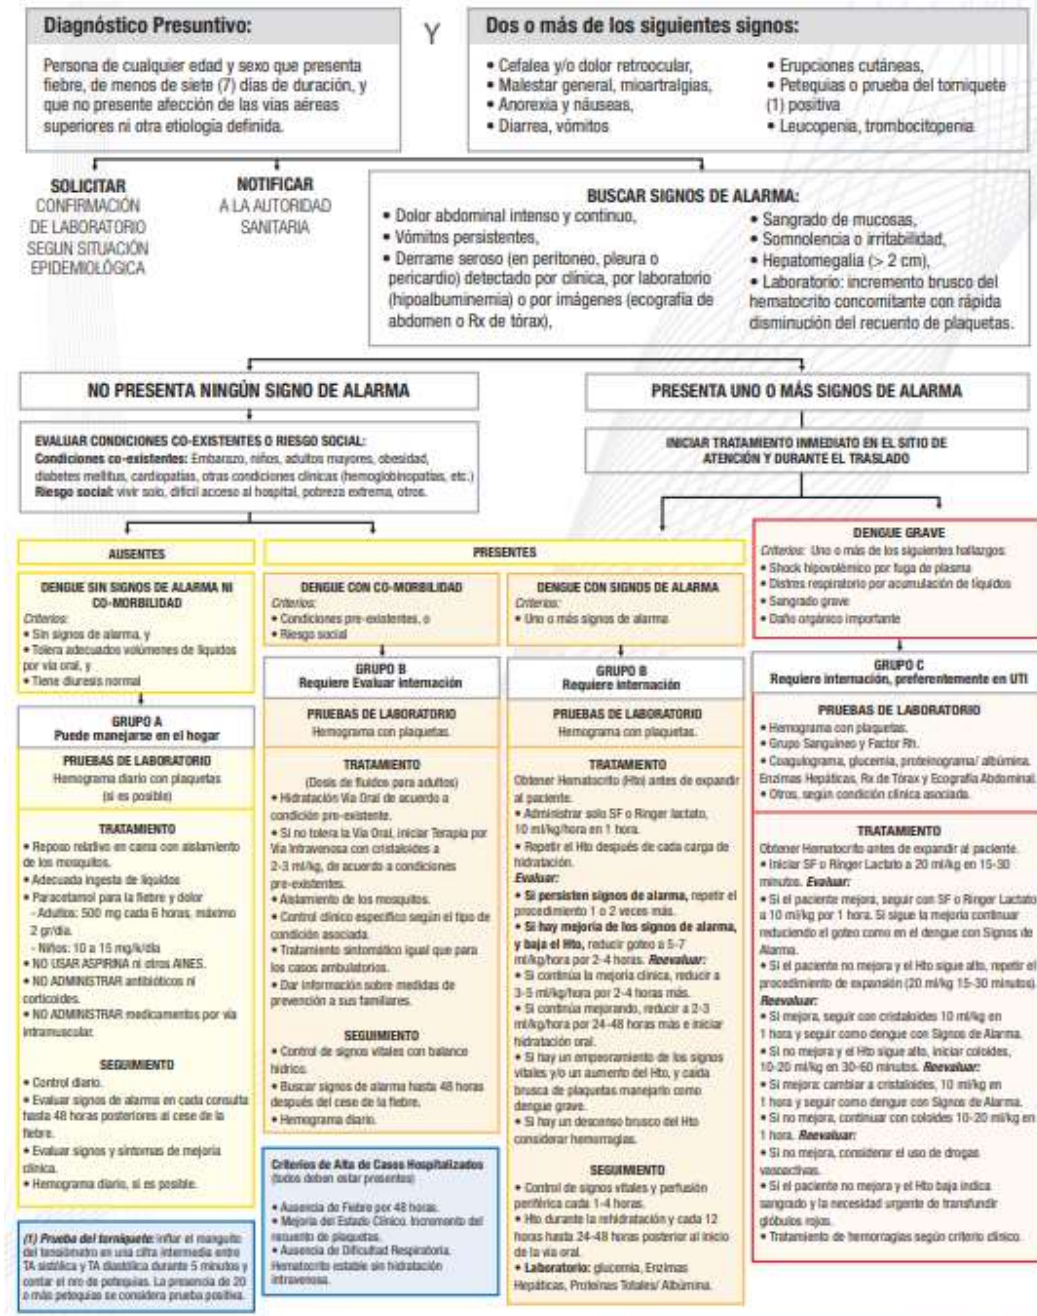 Diagnóstico Presuntivo:
Persona de cualquier edad y sexo que presenta
fiebre, de menos de siete (7) días de duración, y
que no presente afección de las vías aéreas
superiores ni otra etiología definida.
Y
Dos o más de los siguientes signos:
• Cefalea y/o dolor retroocular,
• Malestar general, mioartralgias,
• Anorexia y náuseas,
• Diarrea, vómitos
• Erupciones cutáneas,
• Petequias o prueba del torniquete
(1) positiva
• Leucopenia, trombocitopenia
SOLICITAR
CONFIRMACIÓN
DE LABORATORIO
SEGUN SITUACIÓN
EPIDEMIOLÓGICA
NOTIFICAR
A LA AUTORIDAD
SANITARIA
BUSCAR SIGNOS DE ALARMA:
• Dolor abdominal intenso y continuo,
• Vómitos persistentes,
• Derrame seroso (en peritoneo, pleura o
pericardio) detectado por clínica, por laboratorio
(hipoalbuminemia) o por imágenes (ecografía de
abdomen o Rx de tórax),
• Sangrado de mucosas,
• Somnolencia o irritabilidad,
• Hepatomegalia (> 2 cm),
• Laboratorio: incremento brusco del
hematocrito concomitante con rápida
disminución del recuento de plaquetas.
NO PRESENTA NINGÚN SIGNO DE ALARMA
PRESENTA UNO O MÁS SIGNOS DE ALARMA
EVALUAR CONDICIONES CO-EXISTENTES O RIESGO SOCIAL:
Condiciones co-existentes: Embarazo, niños, adultos mayores, obesidad,
diabetes mellitus, cardiopatías, otras condiciones clínicas (hemoglobinopatías, etc.)
Riesgo social: vivir solo, difícil acceso al hospital, pobreza extrema, otros.
INICIAR TRATAMIENTO INMEDIATO EN EL SITIO DE
ATENCIÓN Y DURANTE EL TRASLADO
AUSENTES
PRESENTES
DENGUE SIN SIGNOS DE ALARMA NI
CO-MORBILIDAD
Criterios:
• Sin signos de alarma, y
• Tolera adecuados volúmenes de líquidos
por vía oral, y
• Tiene diuresis normal
GRUPO A
Puede manejarse en el hogar
PRUEBAS DE LABORATORIO
Hemograma diario con plaquetas
(si es posible)
TRATAMIENTO
• Reposo relativo en cama con aislamiento
de los mosquitos.
• Adecuada ingesta de líquidos
• Paracetamol para la fiebre y dolor
- Adultos: 500 mg cada 6 horas, máximo
2 gr/día.
- Niños: 10 a 15 mg/k/día
• NO USAR ASPIRINA ni otros AINES.
• NO ADMINISTRAR antibióticos ni
corticoides.
• NO ADMINISTRAR medicamentos por vía
intramuscular.
SEGUIMIENTO
• Control diario.
• Evaluar signos de alarma en cada consulta
hasta 48 horas posteriores al cese de la
fiebre.
• Evaluar signos y síntomas de mejoría
clínica.
• Hemograma diario, si es posible.
(1) Prueba del torniquete: inflar el manguito
del tensiómetro en una cifra intermedia entre
TA sistólica y TA diastólica durante 5 minutos y
contar el nro de petequias. La presencia de 20
o más petequias se considera prueba positiva.
DENGUE CON CO-MORBILIDAD
Criterios:
• Condiciones pre-existentes, o
• Riesgo social
GRUPO B
Requiere Evaluar internación
PRUEBAS DE LABORATORIO
Hemograma con plaquetas.
TRATAMIENTO
(Dosis de fluidos para adultos)
• Hidratación Vía Oral de acuerdo a
condición pre-existente.
• Si no tolera la Vía Oral, iniciar Terapia por
Vía Intravenosa con cristaloides a
2-3 ml/kg, de acuerdo a condiciones
pre-existentes.
• Aislamiento de los mosquitos.
• Control clínico específico según el tipo de
condición asociada.
• Tratamiento sintomático igual que para
los casos ambulatorios.
• Dar información sobre medidas de
prevención a sus familiares.
SEGUIMIENTO
• Control de signos vitales con balance
hídrico.
• Buscar signos de alarma hasta 48 horas
después del cese de la fiebre.
• Hemograma diario.
Criterios de Alta de Casos Hospitalizados
(todos deben estar presentes)
• Ausencia de Fiebre por 48 horas.
• Mejoría del Estado Clínico. Incremento del
recuento de plaquetas.
• Ausencia de Dificultad Respiratoria.
Hematocrito estable sin hidratación
intravenosa.
DENGUE CON SIGNOS DE ALARMA
Criterios:
• Uno o más signos de alarma
GRUPO B
Requiere internación
PRUEBAS DE LABORATORIO
Hemograma con plaquetas.
TRATAMIENTO
Obtener Hematocrito (Hto) antes de expandir
al paciente.
• Administrar solo SF o Ringer lactato,
10 ml/kg/hora en 1 hora.
• Repetir el Hto después de cada carga de
hidratación.
Evaluar:
• Si persisten signos de alarma, repetir el
procedimiento 1 o 2 veces más.
• Si hay mejoría de los signos de alarma,
y baja el Hto, reducir goteo a 5-7
ml/kg/hora por 2-4 horas. Reevaluar:
• Si continúa la mejoría clínica, reducir a
3-5 ml/kg/hora por 2-4 horas más.
• Si continúa mejorando, reducir a 2-3
ml/kg/hora por 24-48 horas más e iniciar
hidratación oral.
• Si hay un empeoramiento de los signos
vitales y/o un aumento del Hto, y caída
brusca de plaquetas manejarlo como
dengue grave.
• Si hay un descenso brusco del Hto
considerar hemorragias.
SEGUIMIENTO
• Control de signos vitales y perfusión
periférica cada 1-4 horas.
• Hto durante la rehidratación y cada 12
horas hasta 24-48 horas posterior al inicio
de la vía oral.
• Laboratorio: glucemia, Enzimas
Hepáticas, Proteínas Totales/ Albúmina.
DENGUE GRAVE
Criterios: Uno o más de los siguientes hallazgos:
• Shock hipovolémico por fuga de plasma
• Distres respiratorio por acumulación de líquidos
• Sangrado grave
• Daño orgánico importante
GRUPO C
Requiere internación, preferentemente en UTI
PRUEBAS DE LABORATORIO
• Hemograma con plaquetas.
• Grupo Sanguíneo y Factor Rh.
• Coagulograma, glucemia, proteinograma/ albúmina.
Enzimas Hepáticas, Rx de Tórax y Ecografía Abdominal.
• Otros, según condición clínica asociada.
TRATAMIENTO
Obtener Hematocrito antes de expandir al paciente.
• Iniciar SF o Ringer Lactato a 20 ml/kg en 15-30
minutos. Evaluar:
• Si el paciente mejora, seguir con SF o Ringer Lactato
a 10 ml/kg por 1 hora. Si sigue la mejoría continuar
reduciendo el goteo como en el dengue con Signos de
Alarma.
• Si el paciente no mejora y el Hto sigue alto, repetir el
procedimiento de expansión (20 ml/kg 15-30 minutos).
Reevaluar:
• Si mejora, seguir con cristaloides 10 ml/kg en
1 hora y seguir como dengue con Signos de Alarma.
• Si no mejora y el Hto sigue alto, iniciar coloides,
10-20 ml/kg en 30-60 minutos. Reevaluar:
• Si mejora: cambiar a cristaloides, 10 ml/kg en
1 hora y seguir como dengue con Signos de Alarma.
• Si no mejora, continuar con coloides 10-20 ml/kg en
1 hora. Reevaluar:
• Si no mejora, considerar el uso de drogas
vasoactivas.
• Si el paciente no mejora y el Hto baja indica
sangrado y la necesidad urgente de transfundir
glóbulos rojos.
• Tratamiento de hemorragias según criterio clínico.